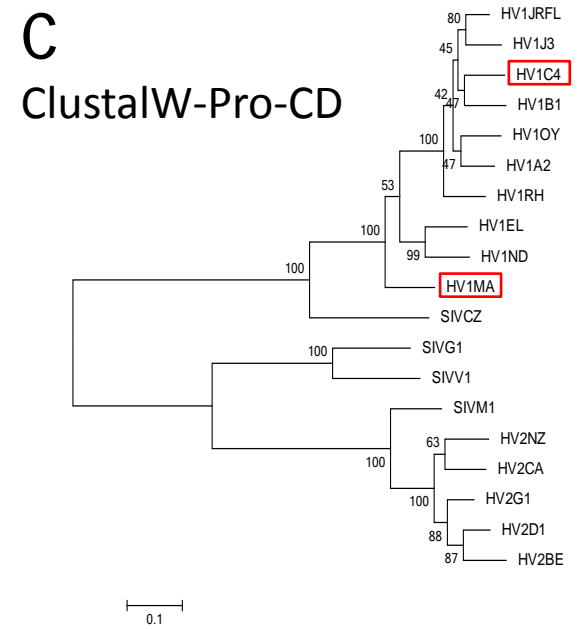 C
ClustalW-Pro-CD
80
HV1JRFL
45
HV1J3
HV1C4
42
47
HV1B1
100
HV1OY
47
HV1A2
53
HV1RH
100
HV1EL
99
HV1ND
100
HV1MA
SIVCZ
100
SIVG1
SIVV1
SIVM1
100
63
HV2NZ
HV2CA
100
HV2G1
88
HV2D1
87
HV2BE
0.1